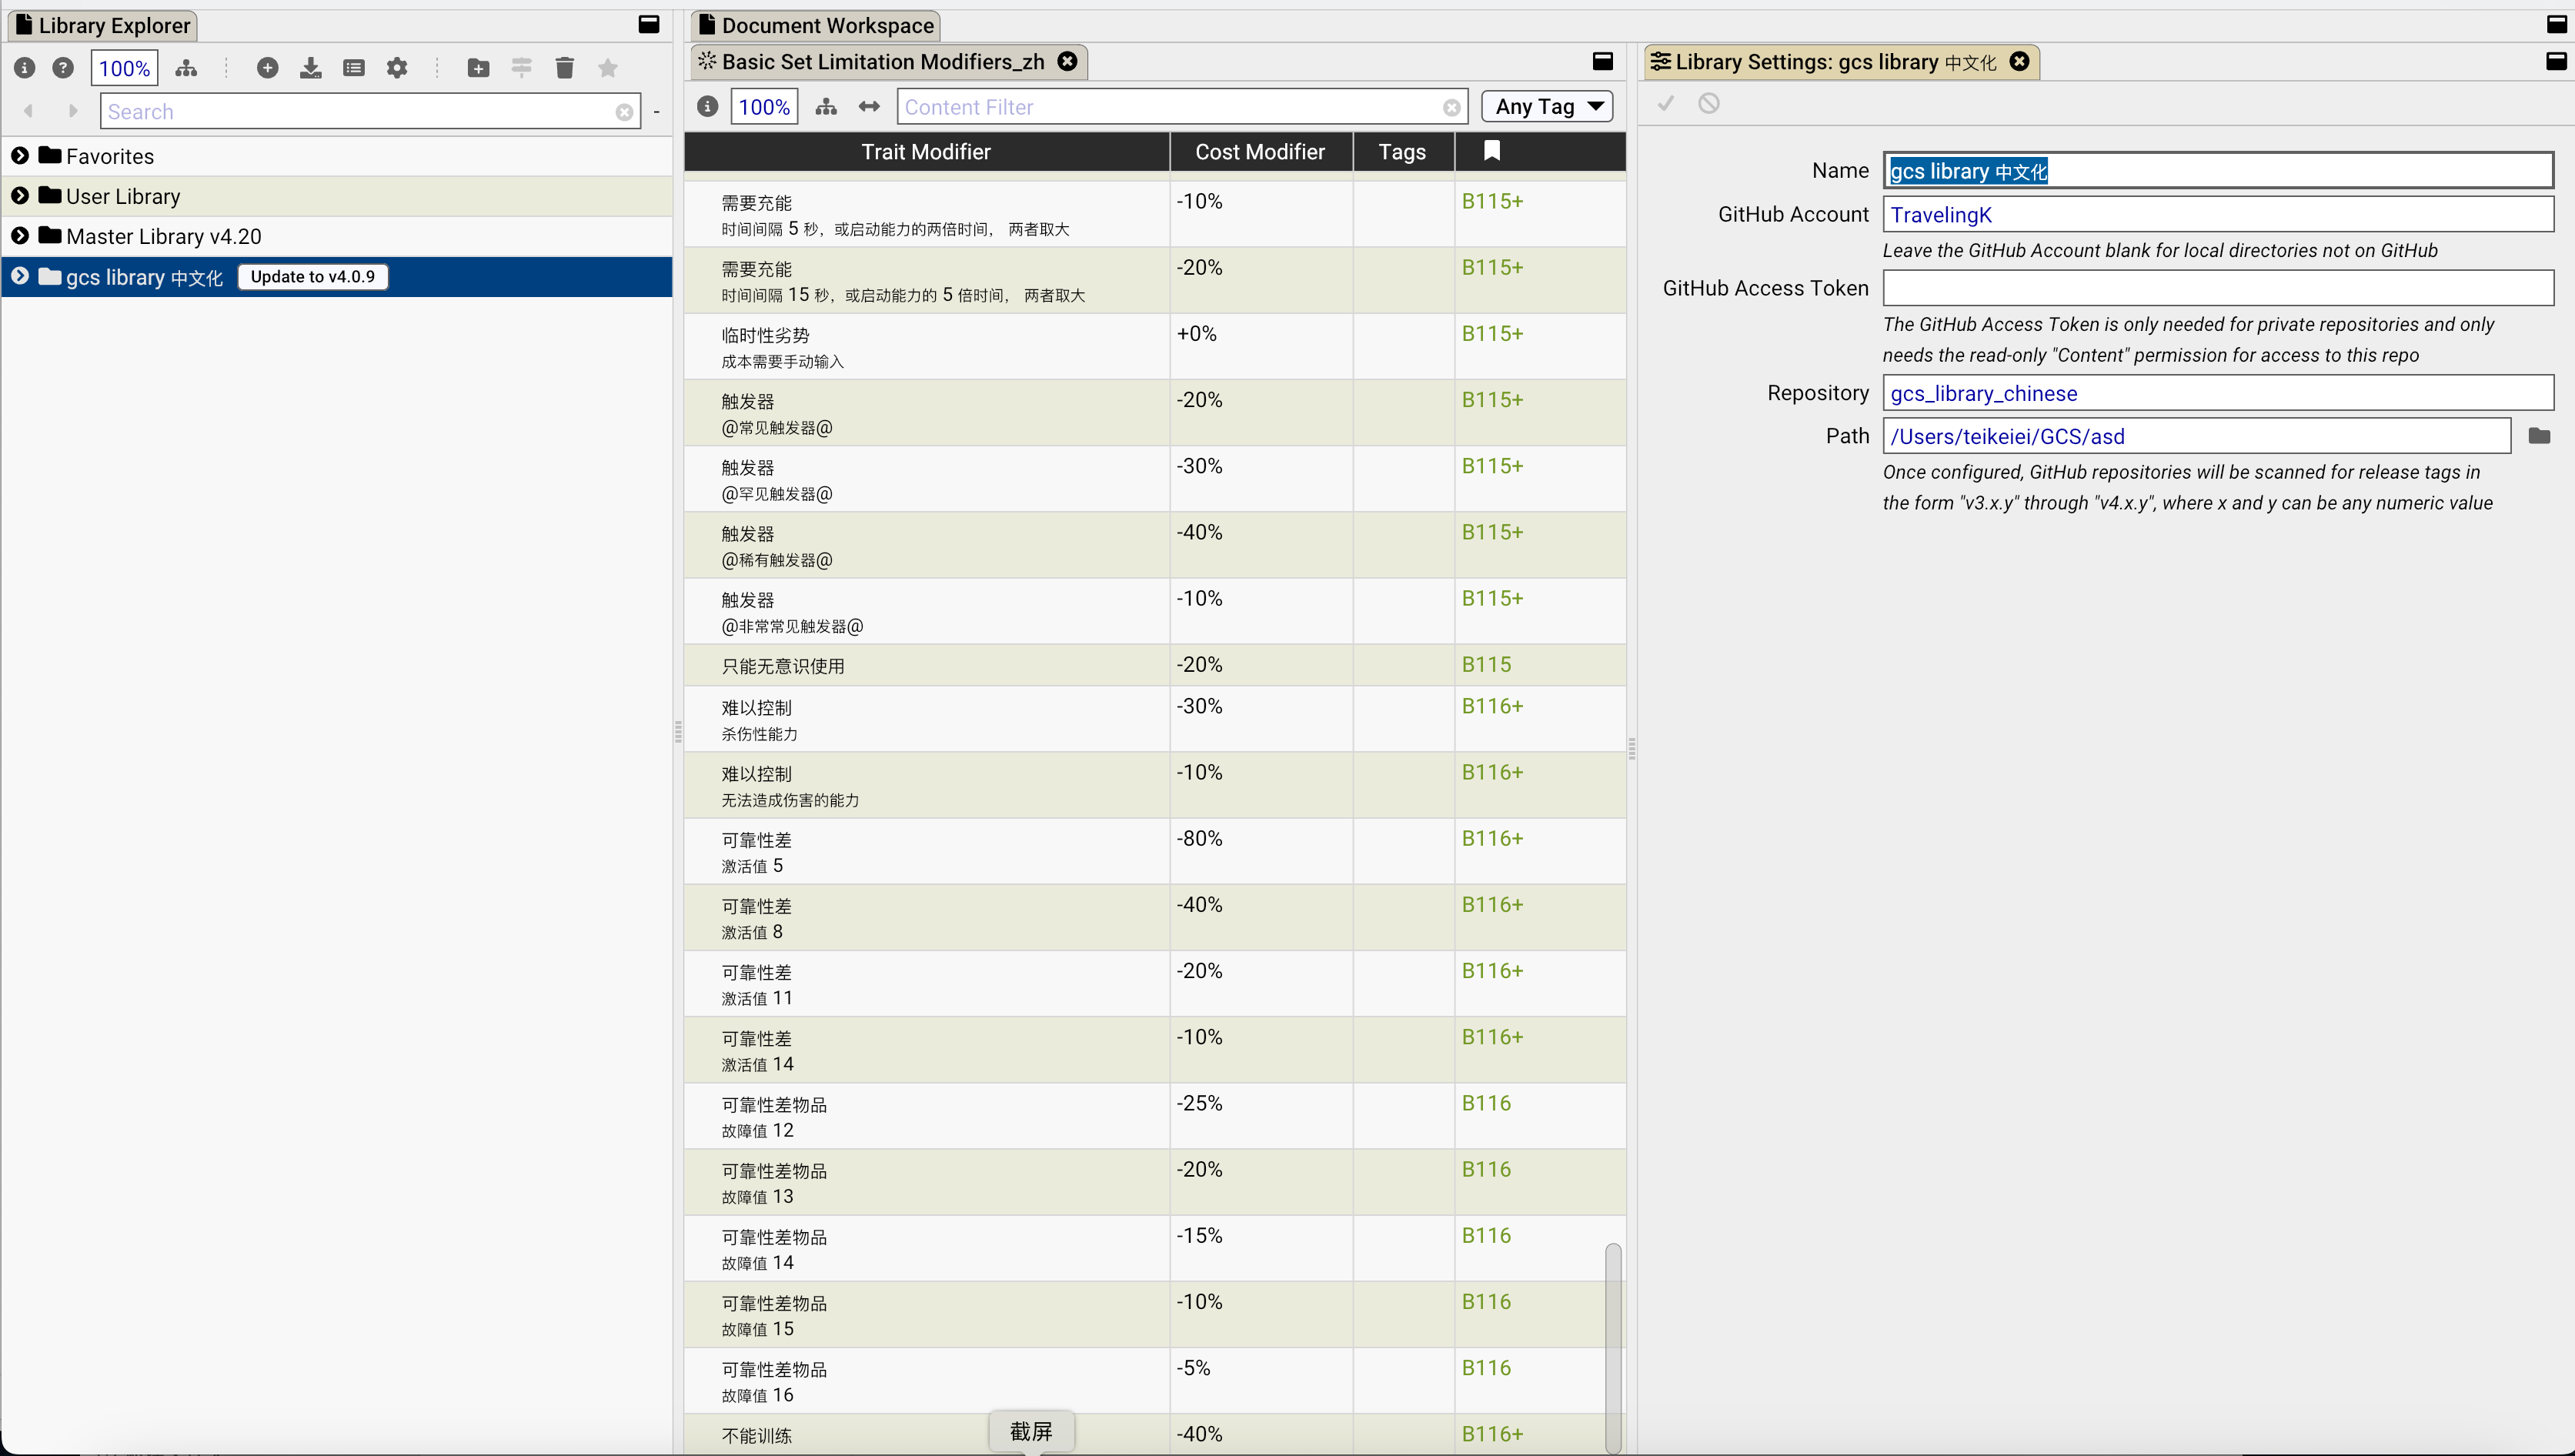 Library Explorer
100%
Search
-
Favorites
User Library
Master Library v4.20
gcs library 中文化 Update to v4.0.9
Document Workspace
Basic Set Limitation Modifiers_zh
100% Content Filter Any Tag
Trait Modifier Cost Modifier Tags
需要充能 -10% B115+
时间间隔 5 秒，或启动能力的两倍时间， 两者取大
需要充能 -20% B115+
时间间隔 15 秒，或启动能力的 5 倍时间， 两者取大
临时性劣势 +0% B115+
成本需要手动输入
触发器 -20% B115+
@常见触发器@
触发器 -30% B115+
@罕见触发器@
触发器 -40% B115+
@稀有触发器@
触发器 -10% B115+
@非常常见触发器@
只能无意识使用 -20% B115
难以控制 -30% B116+
杀伤性能力
难以控制 -10% B116+
无法造成伤害的能力
可靠性差 -80% B116+
激活值 5
可靠性差 -40% B116+
激活值 8
可靠性差 -20% B116+
激活值 11
可靠性差 -10% B116+
激活值 14
可靠性差物品 -25% B116
故障值 12
可靠性差物品 -20% B116
故障值 13
可靠性差物品 -15% B116
故障值 14
可靠性差物品 -10% B116
故障值 15
可靠性差物品 -5% B116
故障值 16
不能训练 -40% B116+
截屏
Library Settings: gcs library 中文化
Name gcs library 中文化
GitHub Account TravelingK
Leave the GitHub Account blank for local directories not on GitHub
GitHub Access Token
The GitHub Access Token is only needed for private repositories and only
needs the read-only "Content" permission for access to this repo
Repository gcs_library_chinese
Path /Users/teikeiei/GCS/asd
Once configured, GitHub repositories will be scanned for release tags in
the form "v3.x.y" through "v4.x.y", where x and y can be any numeric value